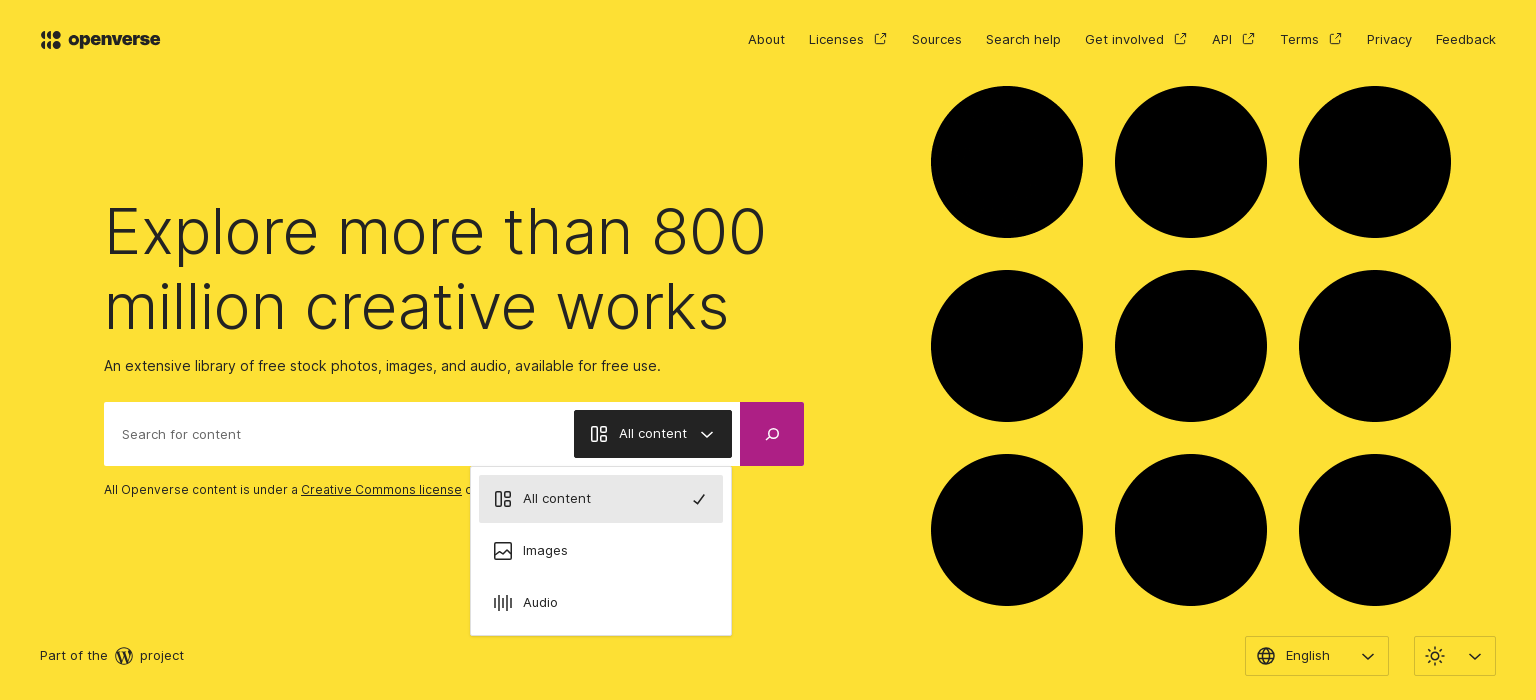 openverse
About Licenses Sources Search help Get involved API Terms Privacy Feedback
Explore more than 800
million creative works
An extensive library of free stock photos, images, and audio, available for free use.
Search for content
All content
All Openverse content is under a Creative Commons license
All content
Images
Audio
Part of the project
English